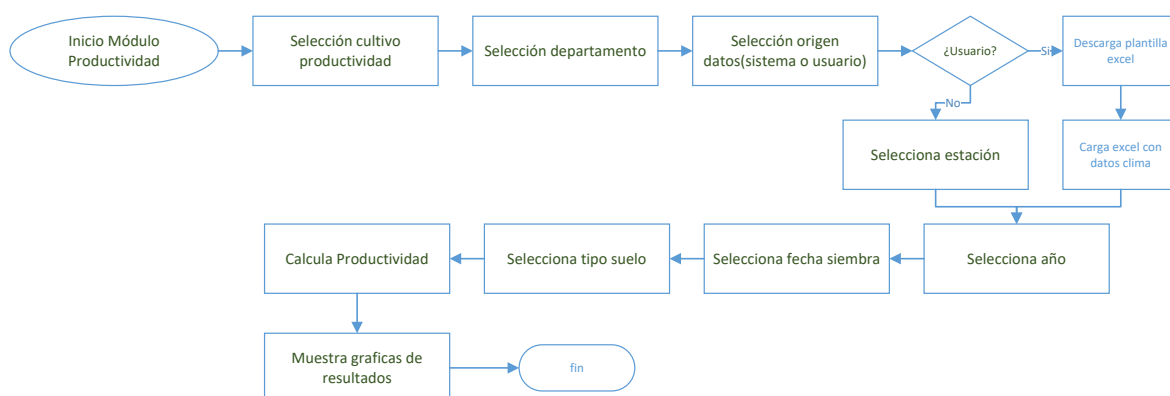 Inicio Módulo
Productividad
Selección cultivo
productividad
Selección departamento
Selección origen
datos(sistema o usuario)
¿Usuario?
Si
Descarga plantilla
excel
No
Selecciona estación
Carga excel con
datos clima
Selecciona año
Selecciona fecha siembra
Selecciona tipo suelo
Calcula Productividad
Muestra graficas de
resultados
fin